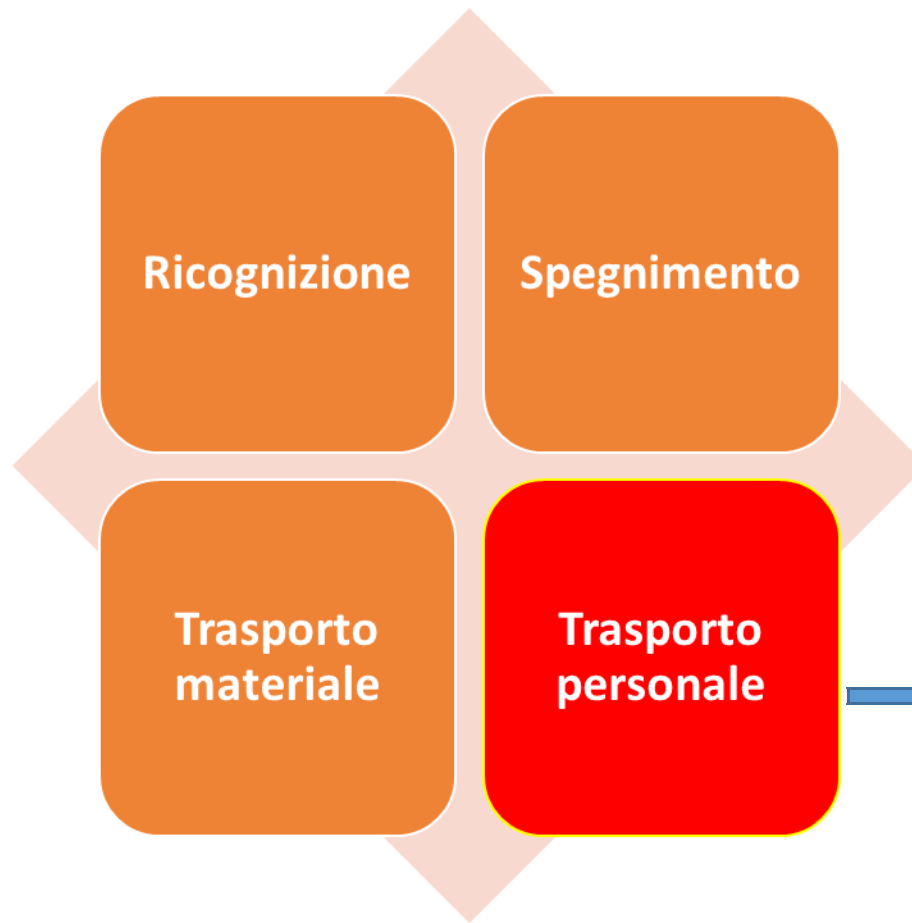 Ricognizione
Spegnimento
Trasporto
materiale
Trasporto
personale